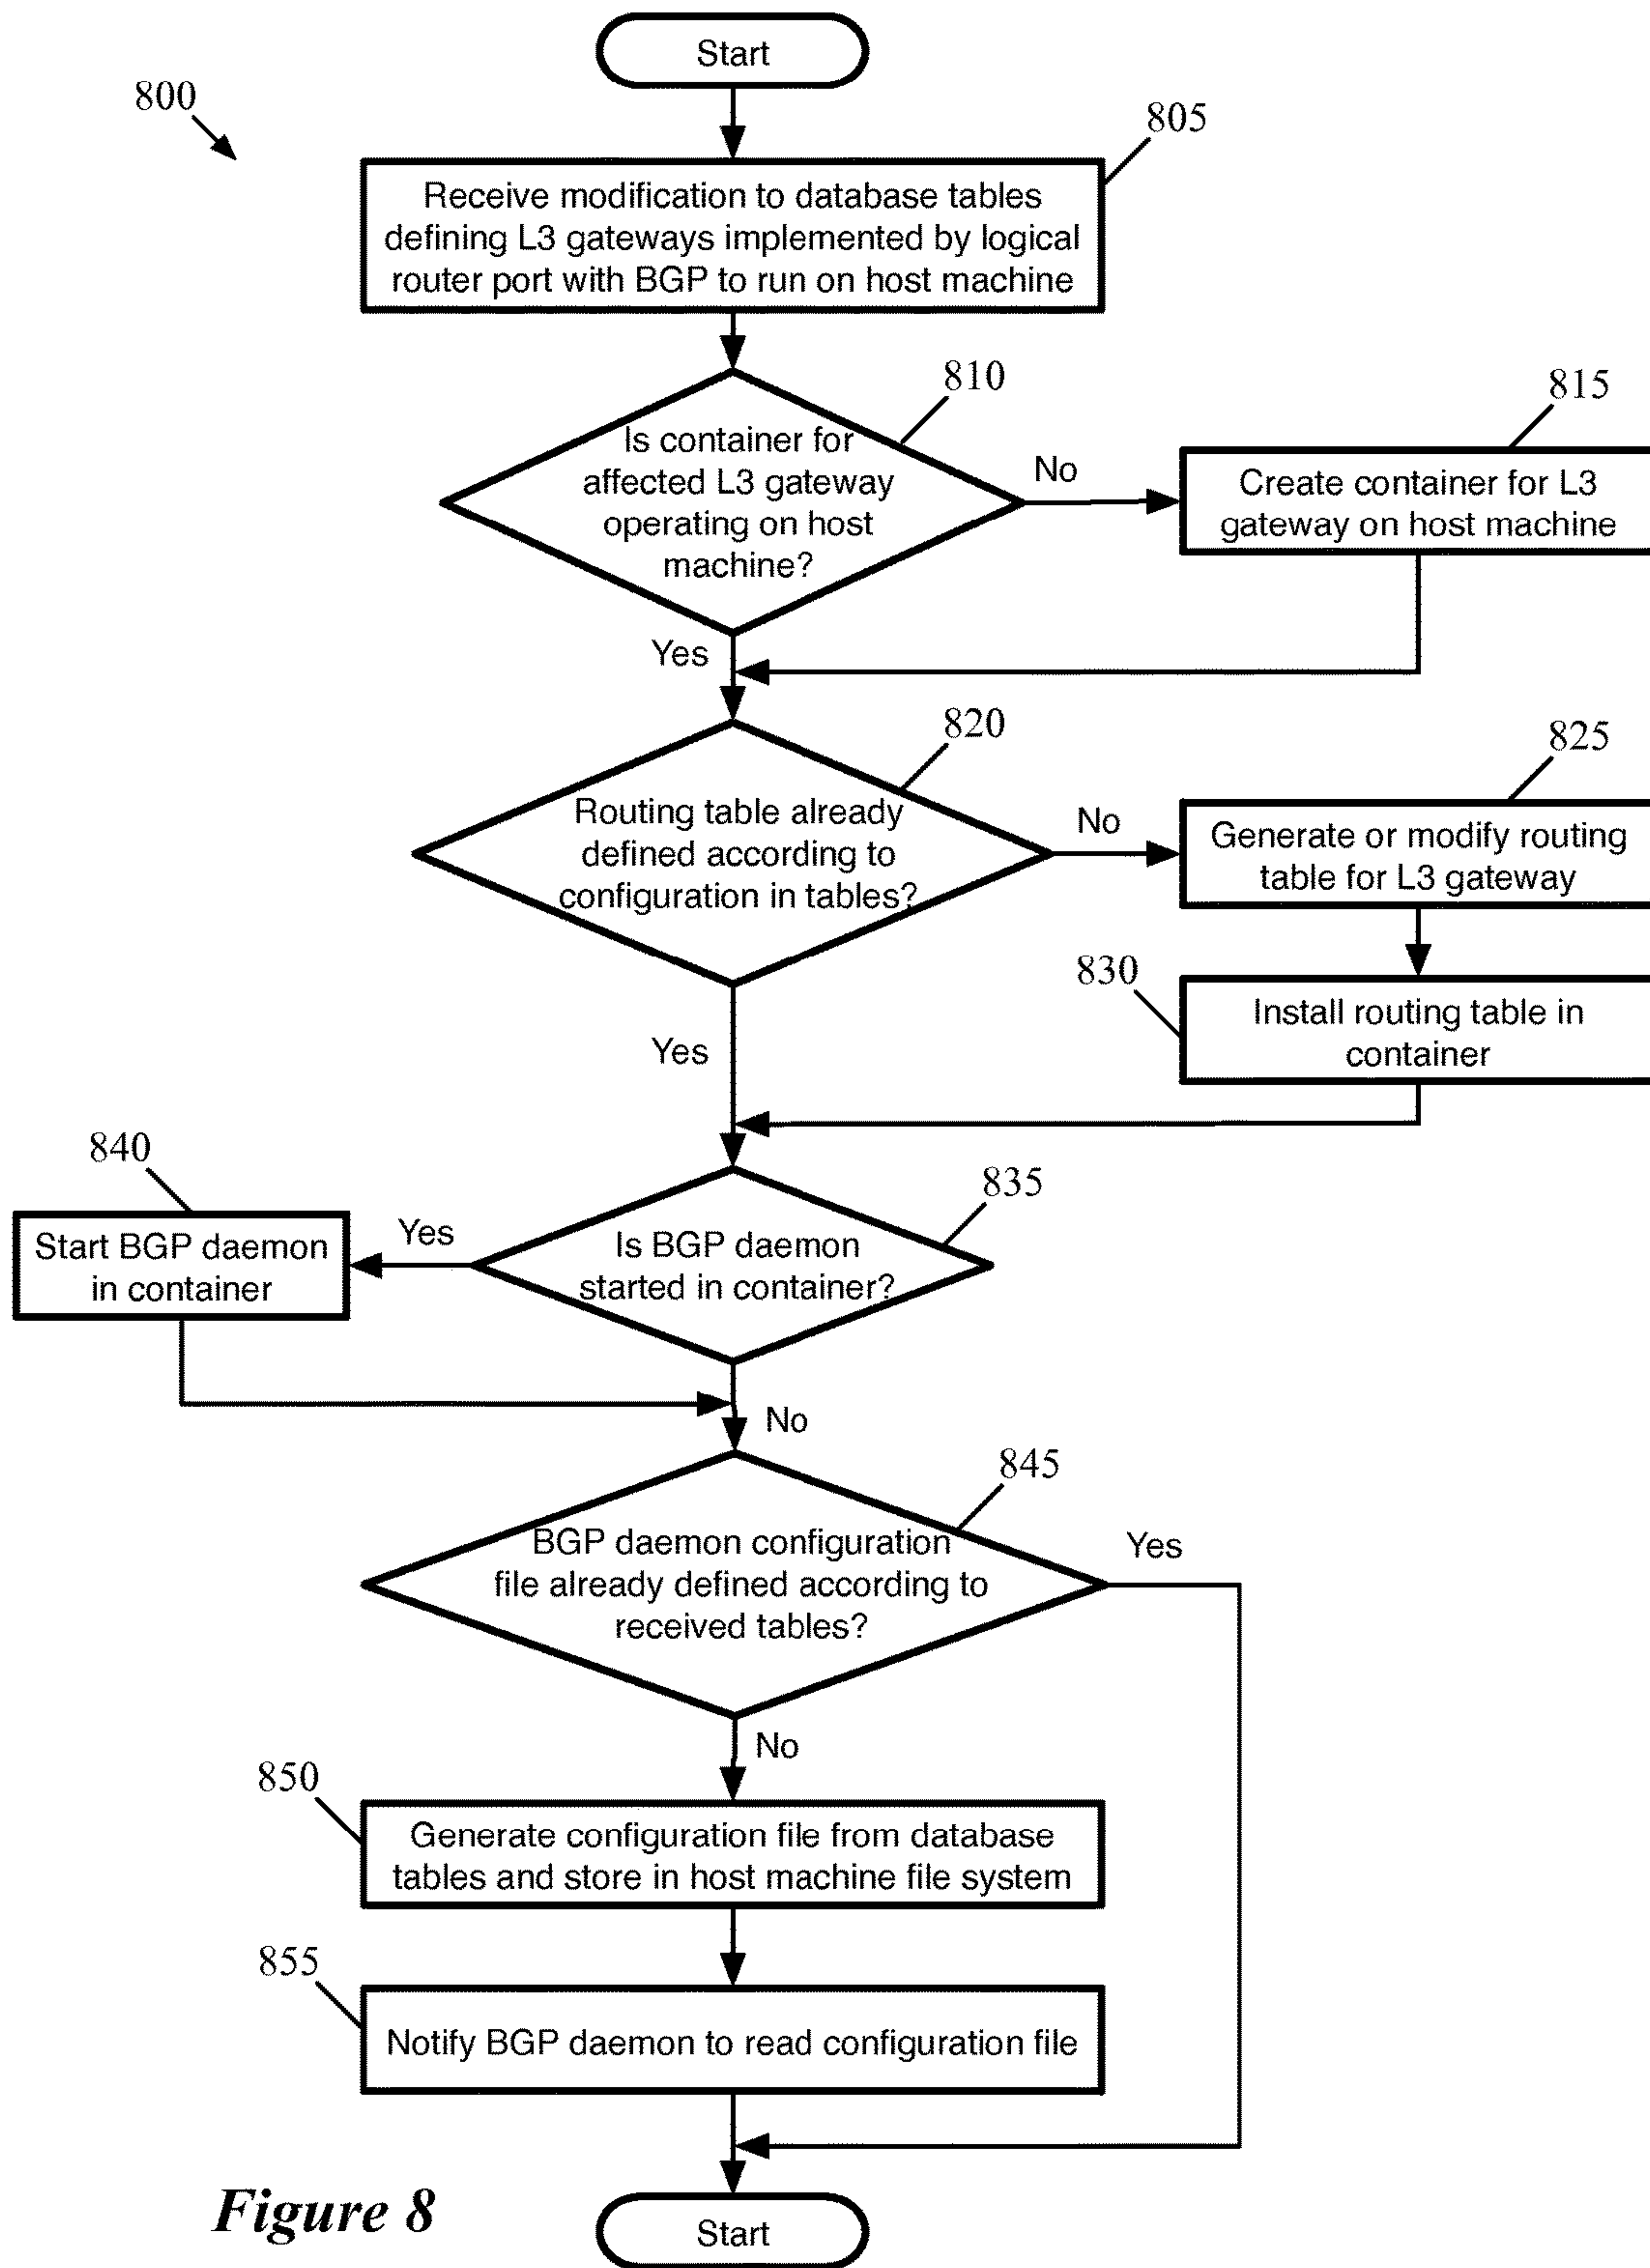 Start
800
805
Receive modification to database tables
defining L3 gateways implemented by logical
router port with BGP to run on host machine
810
Is container for
affected L3 gateway
operating on host
machine?
No
815
Create container for L3
gateway on host machine
Yes
820
Routing table already
defined according to
configuration in tables?
No
825
Generate or modify routing
table for L3 gateway
830
Install routing table in
container
Yes
835
Is BGP daemon
started in container?
Yes
840
Start BGP daemon
in container
No
845
BGP daemon configuration
file already defined according to
received tables?
Yes
No
850
Generate configuration file from database
tables and store in host machine file system
855
Notify BGP daemon to read configuration file
Start
Figure 8